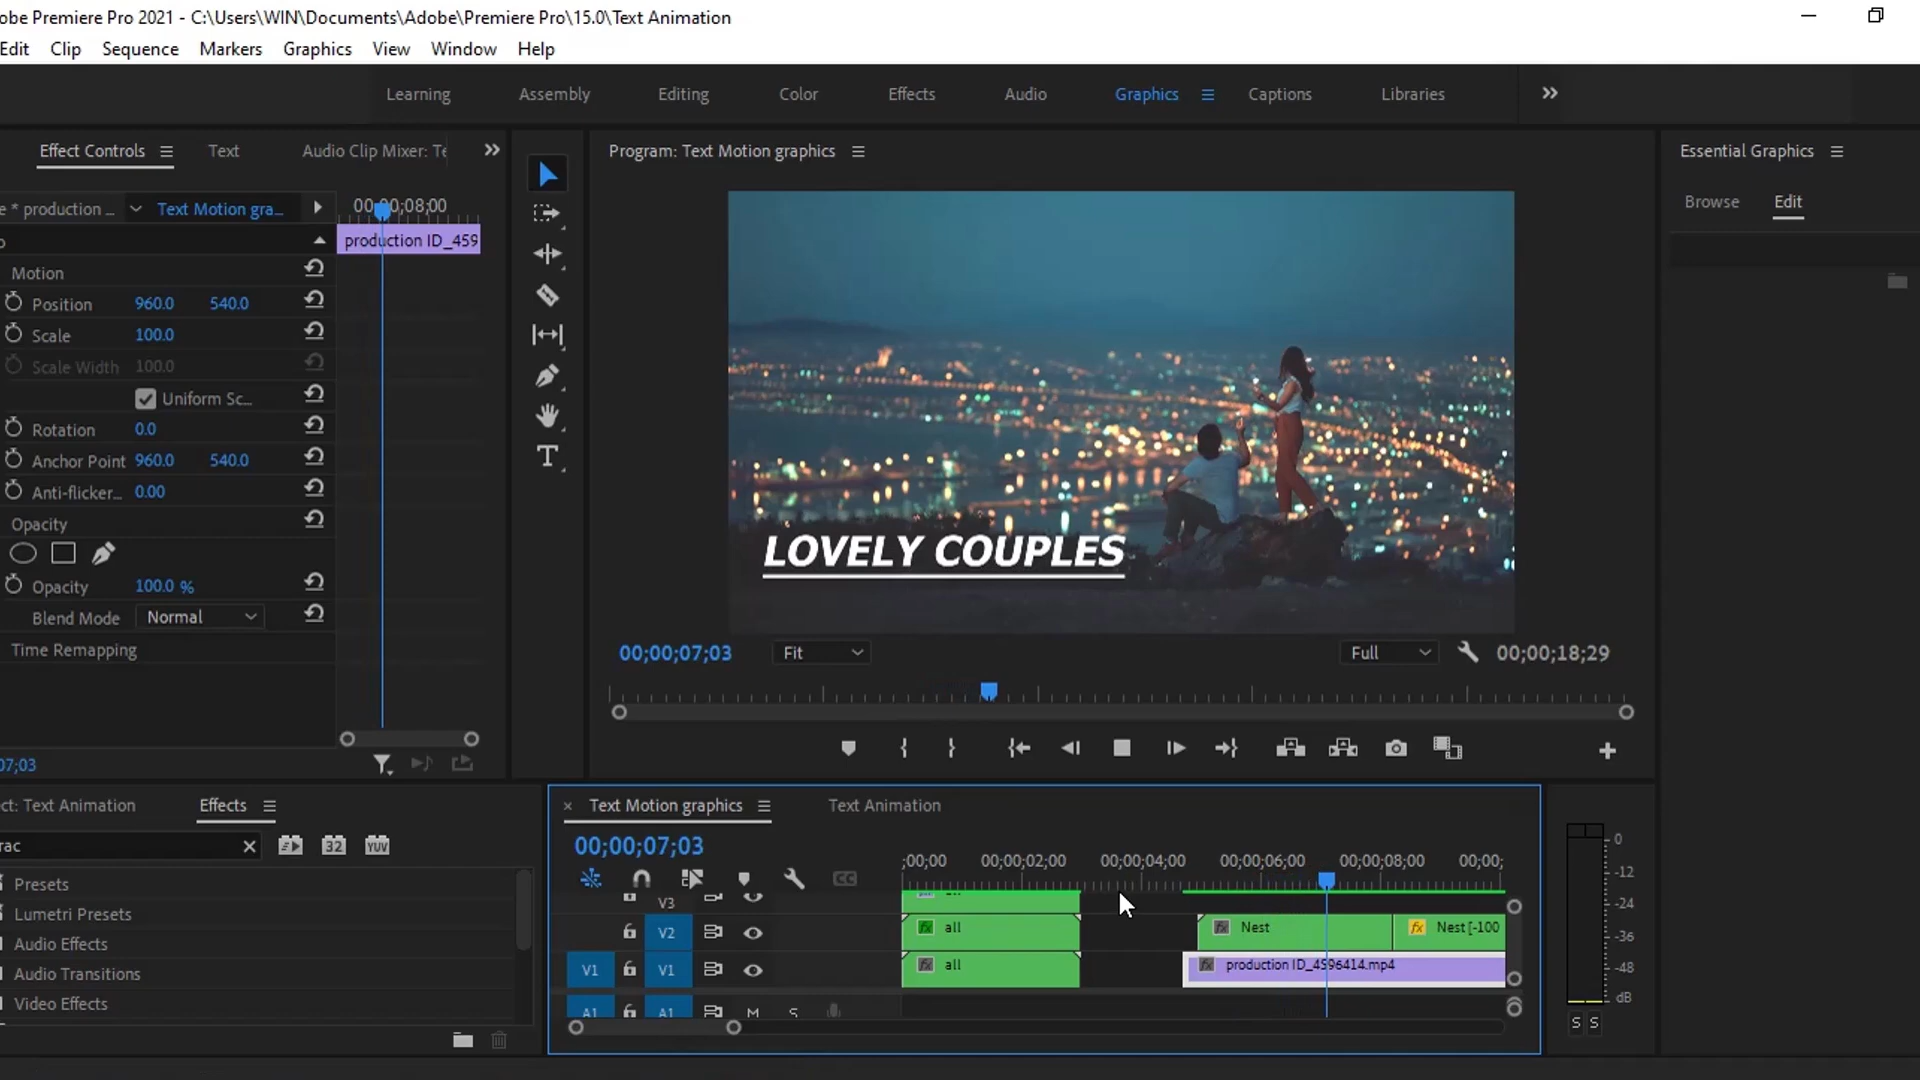 obe Premiere Pro 2021 - C:\Users\WIN\Documents\Adobe\Premiere Pro\15.0\Text Animation
Edit Clip Sequence Markers Graphics View Window Help
Learning Assembly Editing Color Effects Audio Graphics Captions Libraries
Effect Controls Text Audio Clip Mixer: Te
Program: Text Motion graphics
Essential Graphics
Browse Edit
e * production ... Text Motion gra...
00;00;08;00
production ID_459
Motion
Position 960.0 540.0
Scale 100.0
Scale Width 100.0
Uniform Sc...
Rotation 0.0
Anchor Point 960.0 540.0
Anti-flicker... 0.00
Opacity
Opacity 100.0 %
Blend Mode Normal
Time Remapping
07;03
LOVELY COUPLES
00;00;07;03 Fit Full 00;00;18;29
ct: Text Animation Effects
rac
32 YUV
Presets
Lumetri Presets
Audio Effects
Audio Transitions
Video Effects
Text Motion graphics Text Animation
00;00;07;03
;00;00 00;00;02;00 00;00;04;00 00;00;06;00 00;00;08;00 00;00;
CC
V3
V2 all Nest Nest [-100
V1 V1 all production ID_4596414.mp4
A1 A1 M S
0
-12
-24
-36
-48
dB
S S